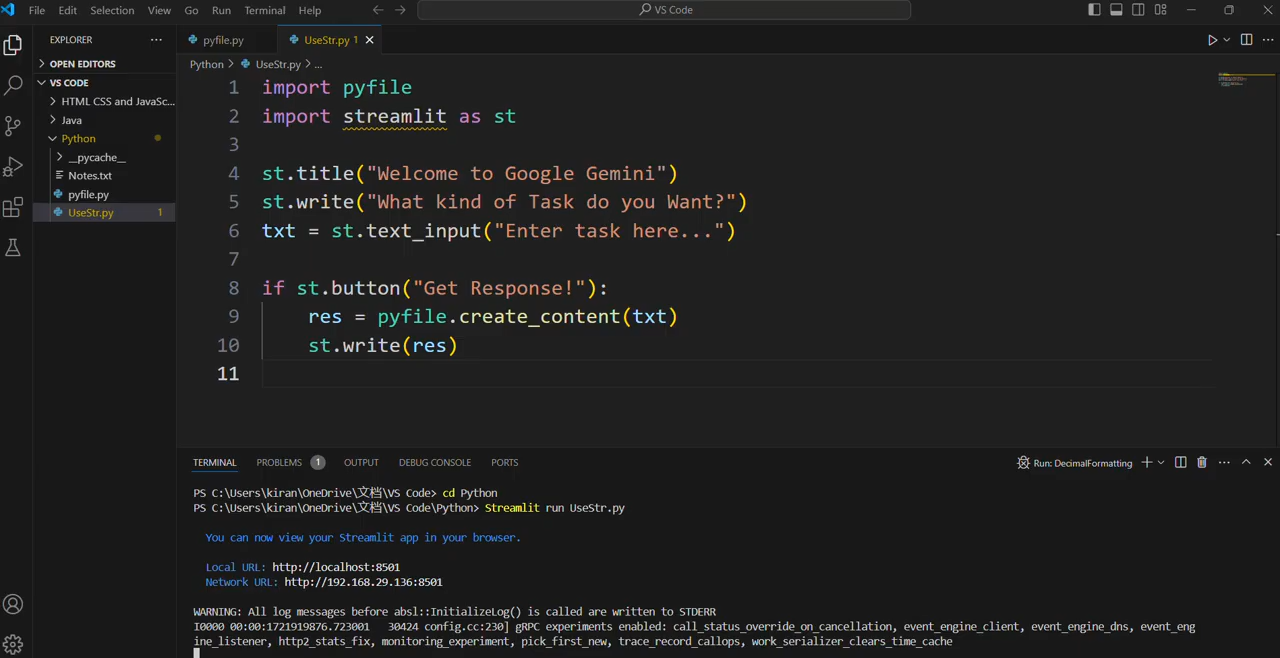 File Edit Selection View Go Run Terminal Help VS Code
EXPLORER
OPEN EDITORS
VS CODE
HTML CSS and JavaSc...
Java
Python
__pycache__
Notes.txt
pyfile.py
UseStr.py 1
pyfile.py UseStr.py 1
Python UseStr.py ...
1 import pyfile
2 import streamlit as st
3
4 st.title("Welcome to Google Gemini")
5 st.write("What kind of Task do you Want?")
6 txt = st.text_input("Enter task here...")
7
8 if st.button("Get Response!"):
9 res = pyfile.create_content(txt)
10 st.write(res)
11
TERMINAL PROBLEMS 1 OUTPUT DEBUG CONSOLE PORTS Run: DecimalFormatting
PS C:\Users\kiran\OneDrive\文档\VS Code> cd Python
PS C:\Users\kiran\OneDrive\文档\VS Code\Python> Streamlit run UseStr.py
You can now view your Streamlit app in your browser.
Local URL: http://localhost:8501
Network URL: http://192.168.29.136:8501
WARNING: All log messages before absl::InitializeLog() is called are written to STDERR
I0000 00:00:1721919876.723001 30424 config.cc:230] gRPC experiments enabled: call_status_override_on_cancellation, event_engine_client, event_engine_dns, event_eng
ine_listener, http2_stats_fix, monitoring_experiment, pick_first_new, trace_record_callops, work_serializer_clears_time_cache